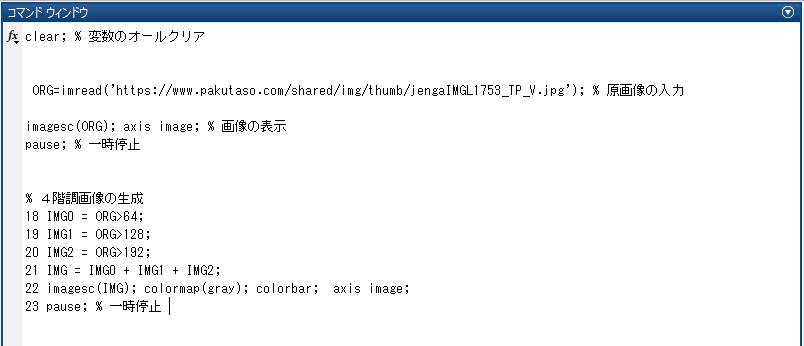 コマンド ウィンドウ
fx clear; % 変数のオールクリア
ORG=imread('https://www.pakutaso.com/shared/img/thumb/jengaIMGL1753_TP_V.jpg'); % 原画像の入力
imagesc(ORG); axis image; % 画像の表示
pause; % 一時停止
% ４階調画像の生成
18 IMG0 = ORG>64;
19 IMG1 = ORG>128;
20 IMG2 = ORG>192;
21 IMG = IMG0 + IMG1 + IMG2;
22 imagesc(IMG); colormap(gray); colorbar;  axis image;
23 pause; % 一時停止